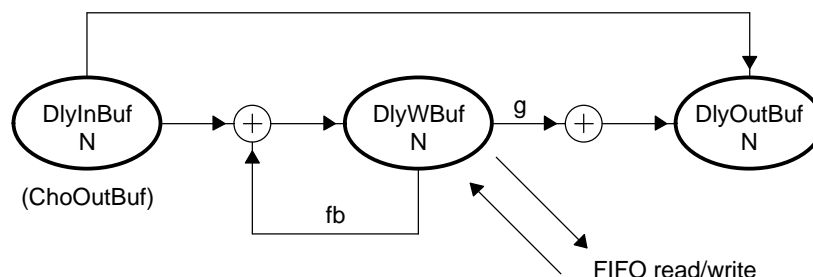 DlyInBuf
N
(ChoOutBuf)
+
fb
DlyWBuf
N
g
+
DlyOutBuf
N
FIFO read/write